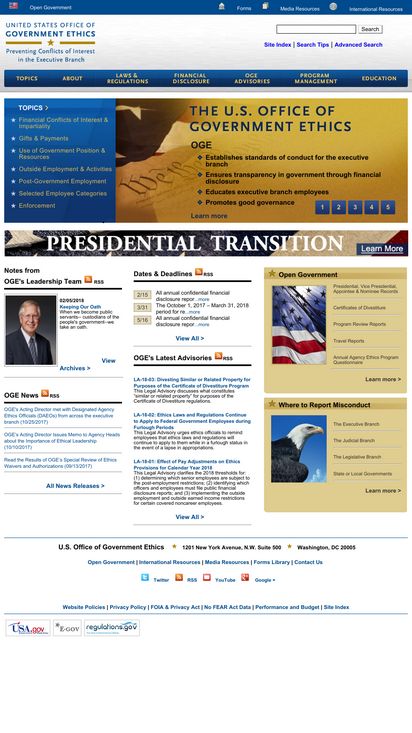 Open Government
Forms
Media Resources
International Resources
UNITED STATES OFFICE OF
GOVERNMENT ETHICS
Preventing Conflicts of Interest
in the Executive Branch
Search
Site Index | Search Tips | Advanced Search
TOPICS
ABOUT
LAWS &
REGULATIONS
FINANCIAL
DISCLOSURE
OGE
ADVISORIES
PROGRAM
MANAGEMENT
EDUCATION
TOPICS
Financial Conflicts of Interest &
Impartiality
Gifts & Payments
Use of Government Position &
Resources
Outside Employment & Activities
Post-Government Employment
Selected Employee Categories
Enforcement
THE U.S. OFFICE OF
GOVERNMENT ETHICS
OGE
Establishes standards of conduct for the executive
branch
Ensures transparency in government through financial
disclosure
Educates executive branch employees
Promotes good governance
Learn more
1 2 3 4 5
PRESIDENTIAL TRANSITION
Learn More
Notes from
OGE's Leadership Team RSS
02/05/2018
Keeping Our Oath
When we become public
servants-- custodians of the
people's government--we
take an oath.
View
Archives >
OGE News RSS
OGE's Acting Director met with Designated Agency
Ethics Officials (DAEOs) from across the executive
branch (10/25/2017)
OGE's Acting Director Issues Memo to Agency Heads
about the Importance of Ethical Leadership
(10/10/2017)
Read the Results of OGE's Special Review of Ethics
Waivers and Authorizations (09/13/2017)
All News Releases >
Dates & Deadlines RSS
2/15 All annual confidential financial
disclosure repor ..more
3/31 The October 1, 2017 – March 31, 2018
period for re ..more
5/16 All annual confidential financial
disclosure repor ..more
View All >
OGE's Latest Advisories RSS
LA-18-03: Divesting Similar or Related Property for
Purposes of the Certificate of Divestiture Program
This Legal Advisory discusses what constitutes
"similar or related property" for purposes of the
Certificate of Divestiture regulations.
LA-18-02: Ethics Laws and Regulations Continue
to Apply to Federal Government Employees during
Furlough Periods
This Legal Advisory urges ethics officials to remind
employees that ethics laws and regulations will
continue to apply to them while in a furlough status in
the event of a lapse in appropriations.
LA-18-01: Effect of Pay Adjustments on Ethics
Provisions for Calendar Year 2018
This Legal Advisory clarifies the 2018 thresholds for:
(1) determining which senior employees are subject to
the post-employment restrictions; (2) identifying which
officers and employees must file public financial
disclosure reports; and (3) implementing the outside
employment and outside earned income restrictions
for certain covered noncareer employees.
View All >
Open Government
Presidential, Vice Presidential,
Appointee & Nominee Records
Certificates of Divestiture
Program Review Reports
Travel Reports
Annual Agency Ethics Program
Questionnaire
Learn more >
Where to Report Misconduct
The Executive Branch
The Judicial Branch
The Legislative Branch
State or Local Governments
Learn more >
U.S. Office of Government Ethics 1201 New York Avenue, N.W. Suite 500 Washington, DC 20005
Open Government | International Resources | Media Resources | Forms Library | Contact Us
Twitter RSS YouTube Google +
Website Policies | Privacy Policy | FOIA & Privacy Act | No FEAR Act Data | Performance and Budget | Site Index
USA.gov
E-GOV
regulations.gov